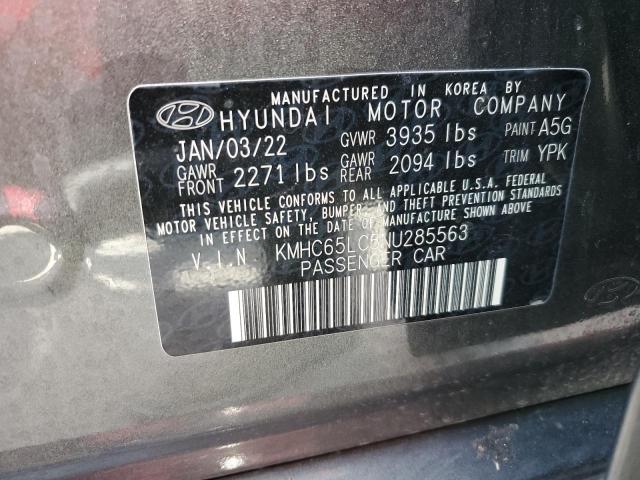 MANUFACTURED IN KOREA BY
HYUNDAI MOTOR COMPANY
JAN/03/22 GVWR 3935 lbs PAINT A5G
GAWR FRONT 2271 lbs GAWR REAR 2094 lbs TRIM YPK
THIS VEHICLE CONFORMS TO ALL APPLICABLE U.S.A. FEDERAL
MOTOR VEHICLE SAFETY, BUMPER, AND THEFT PREVENTION STANDARDS
IN EFFECT ON THE DATE OF MANUFACTURE SHOWN ABOVE.
V.I.N. KMHC65LC5NU285563
PASSENGER CAR